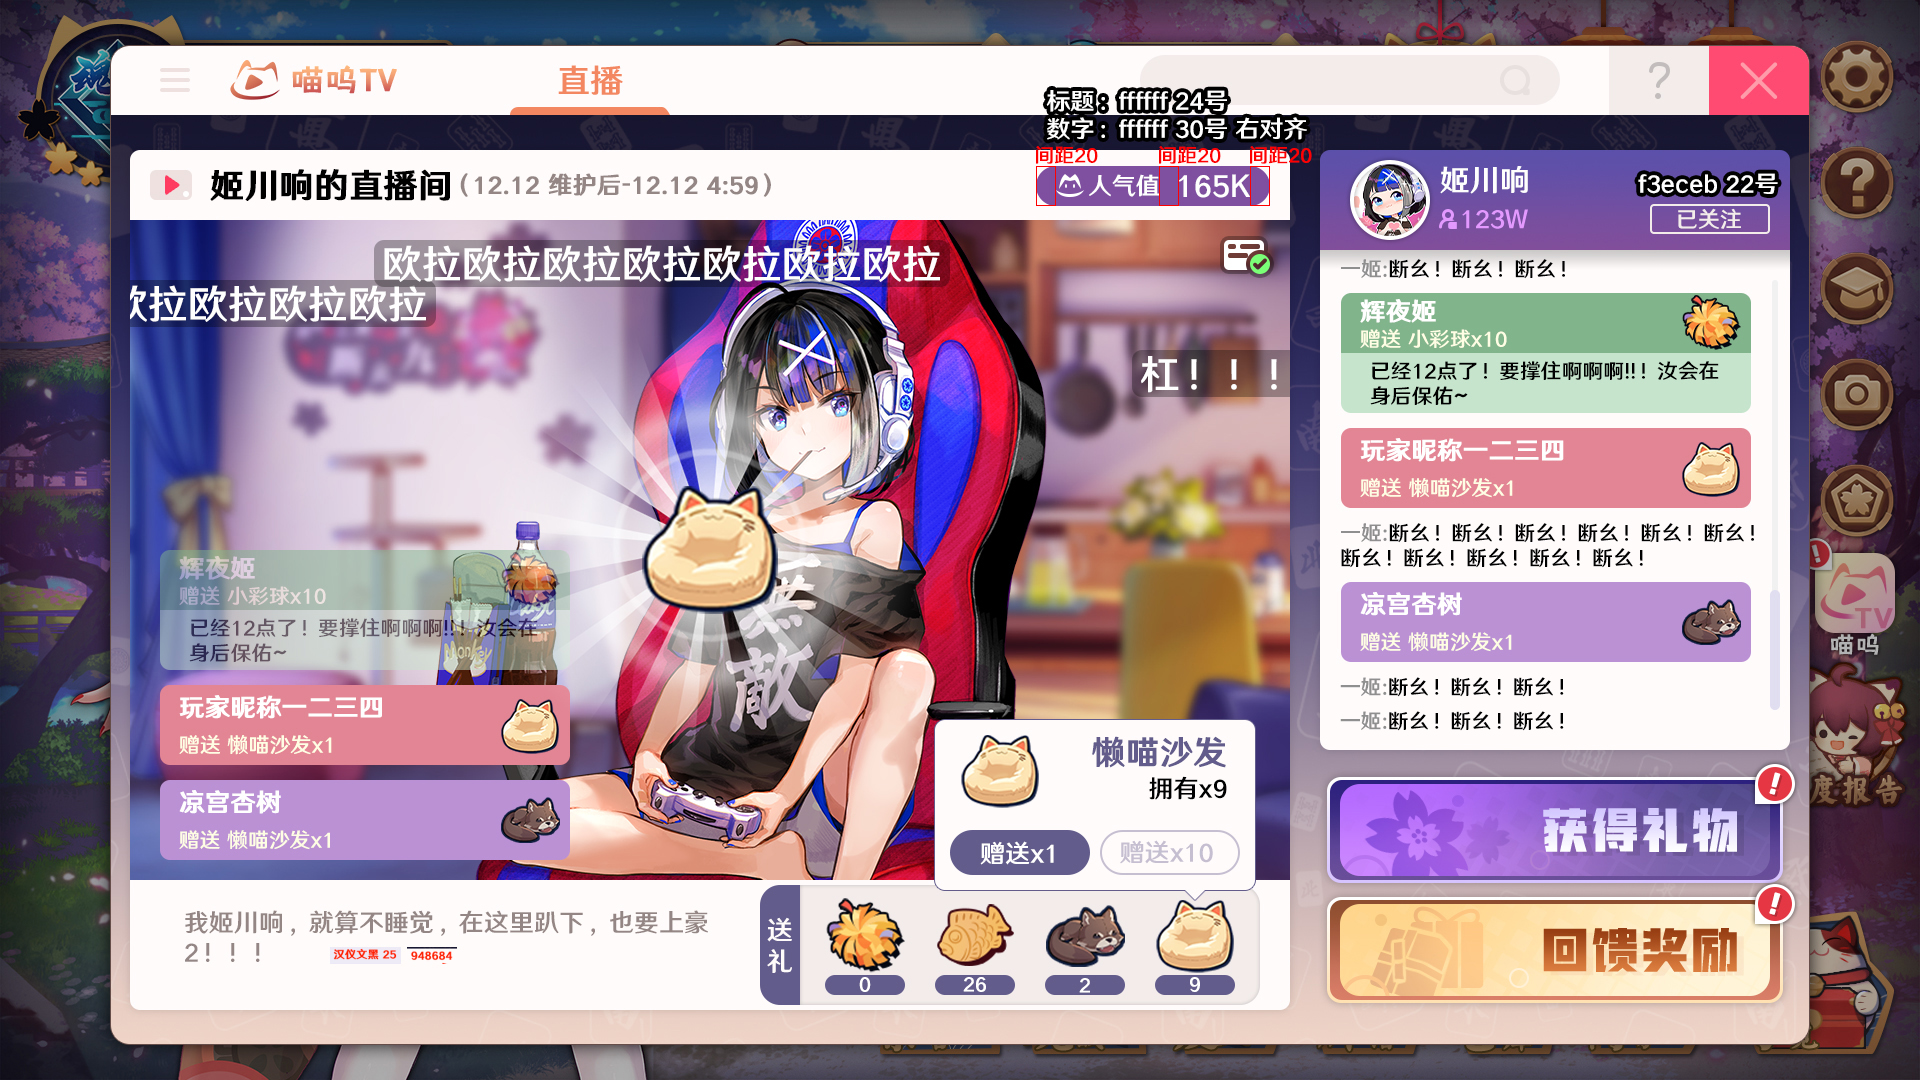 喵呜TV
直播
?
标题：ffffff 24号
数字：ffffff 30号 右对齐
间距20 间距20 间距20
姬川响的直播间（12.12 维护后-12.12 4:59）
人气值 165K
欧拉欧拉欧拉欧拉欧拉欧拉欧拉
欧拉欧拉欧拉欧拉
杠！！！
無
敵
Monkey
辉夜姬
赠送 小彩球x10
已经12点了！要撑住啊啊啊!!！汝会在
身后保佑~
玩家昵称一二三四
赠送 懒喵沙发x1
凉宫杏树
赠送 懒喵沙发x1
懒喵沙发
拥有x9
赠送x1
赠送x10
我姬川响，就算不睡觉，在这里趴下，也要上豪
2！！！
汉仪文黑 25 948684
送礼
0
26
2
9
姬川响
123W
f3eceb 22号
已关注
一姬:断幺！断幺！断幺！
辉夜姬
赠送 小彩球x10
已经12点了！要撑住啊啊啊!!！汝会在
身后保佑~
玩家昵称一二三四
赠送 懒喵沙发x1
一姬:断幺！断幺！断幺！断幺！断幺！断幺！
断幺！断幺！断幺！断幺！断幺！
凉宫杏树
赠送 懒喵沙发x1
一姬:断幺！断幺！断幺！
一姬:断幺！断幺！断幺！
获得礼物
!
回馈奖励
!
?
!
TV
喵呜
度报告